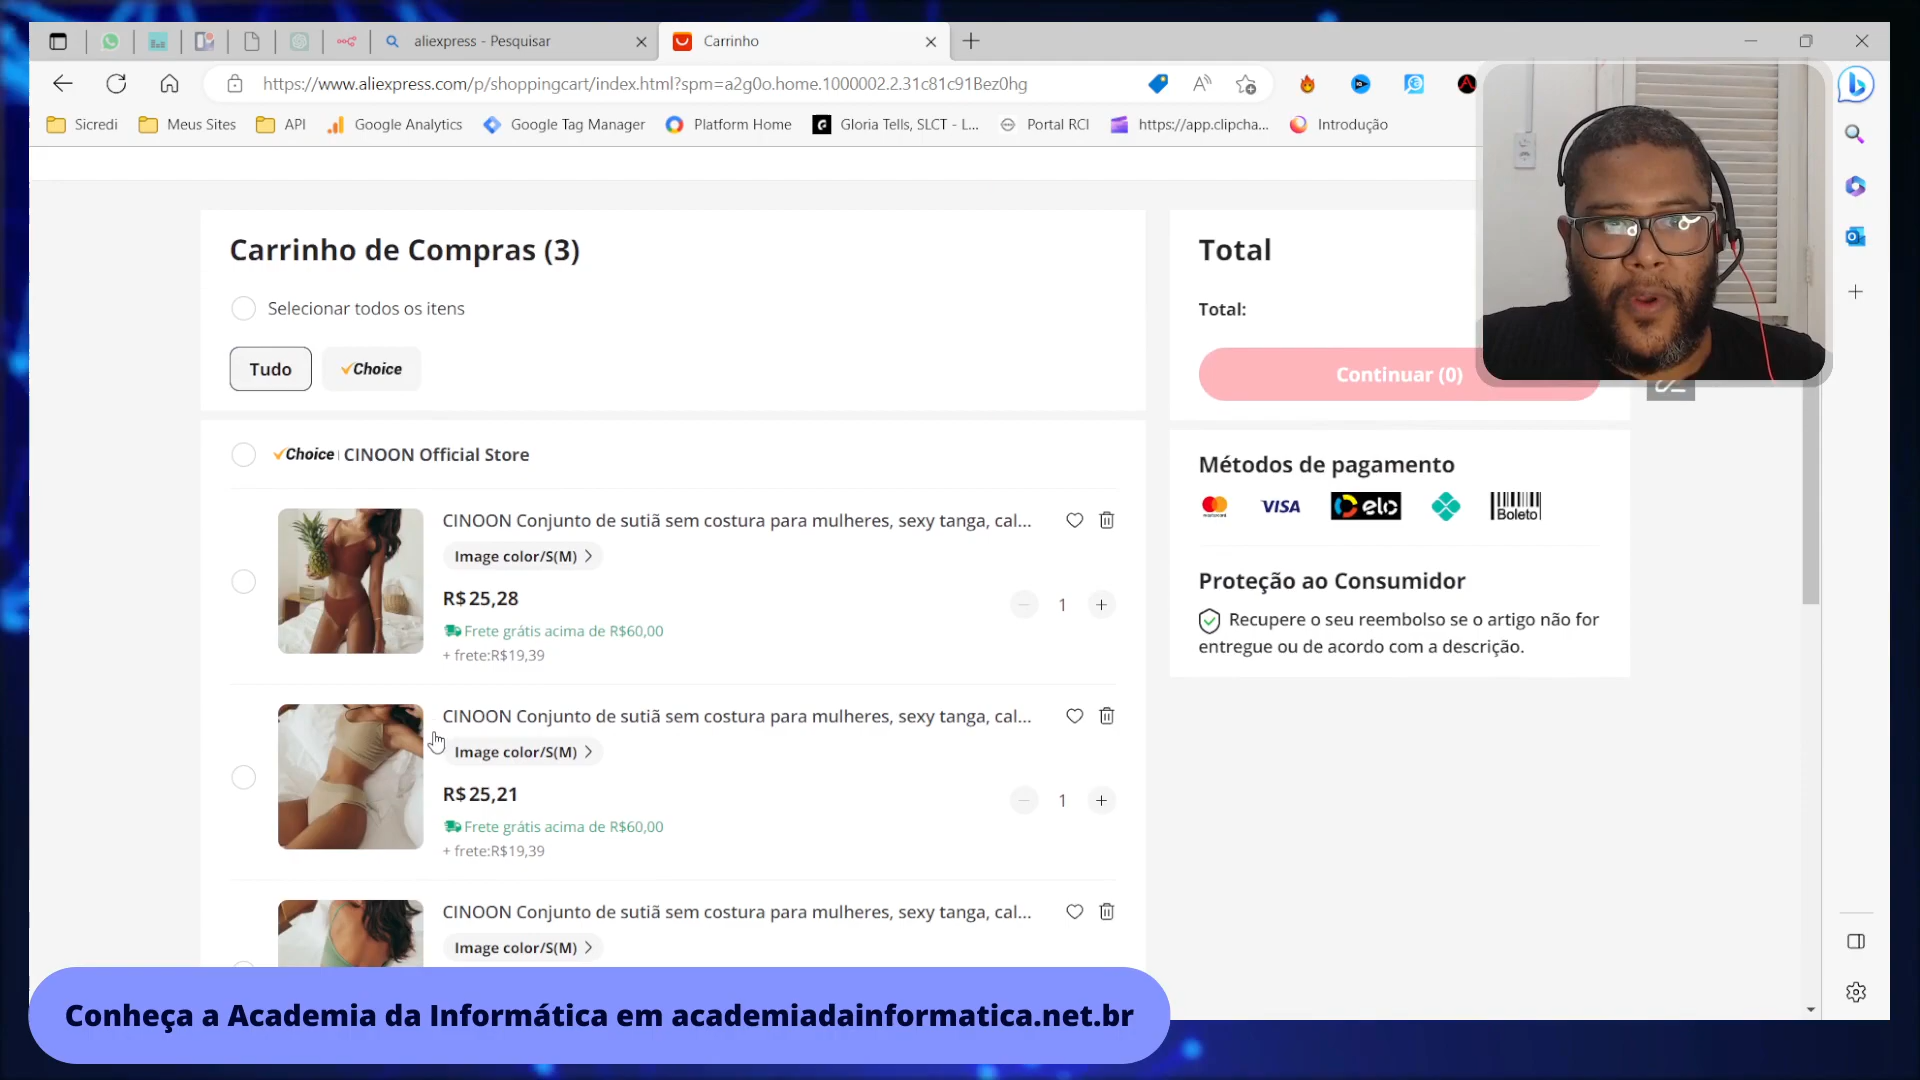 aliexpress - Pesquisar
Carrinho
https://www.aliexpress.com/p/shoppingcart/index.html?spm=a2g0o.home.1000002.2.31c81c91Bez0hg
Sicredi
Meus Sites
API
Google Analytics
Google Tag Manager
Platform Home
Gloria Tells, SLCT - L...
Portal RCI
https://app.clipcha...
Introdução
Carrinho de Compras (3)
Selecionar todos os itens
Tudo
Choice
Total
Total:
Continuar (0)
Choice | CINOON Official Store
CINOON Conjunto de sutiã sem costura para mulheres, sexy tanga, cal...
Image color/S(M)
R$25,28
1
Frete grátis acima de R$60,00
+ frete:R$19,39
CINOON Conjunto de sutiã sem costura para mulheres, sexy tanga, cal...
Image color/S(M)
R$25,21
1
Frete grátis acima de R$60,00
+ frete:R$19,39
CINOON Conjunto de sutiã sem costura para mulheres, sexy tanga, cal...
Image color/S(M)
Métodos de pagamento
mastercard
VISA
elo
Boleto
Proteção ao Consumidor
Recupere o seu reembolso se o artigo não for
entregue ou de acordo com a descrição.
Conheça a Academia da Informática em academiadainformatica.net.br